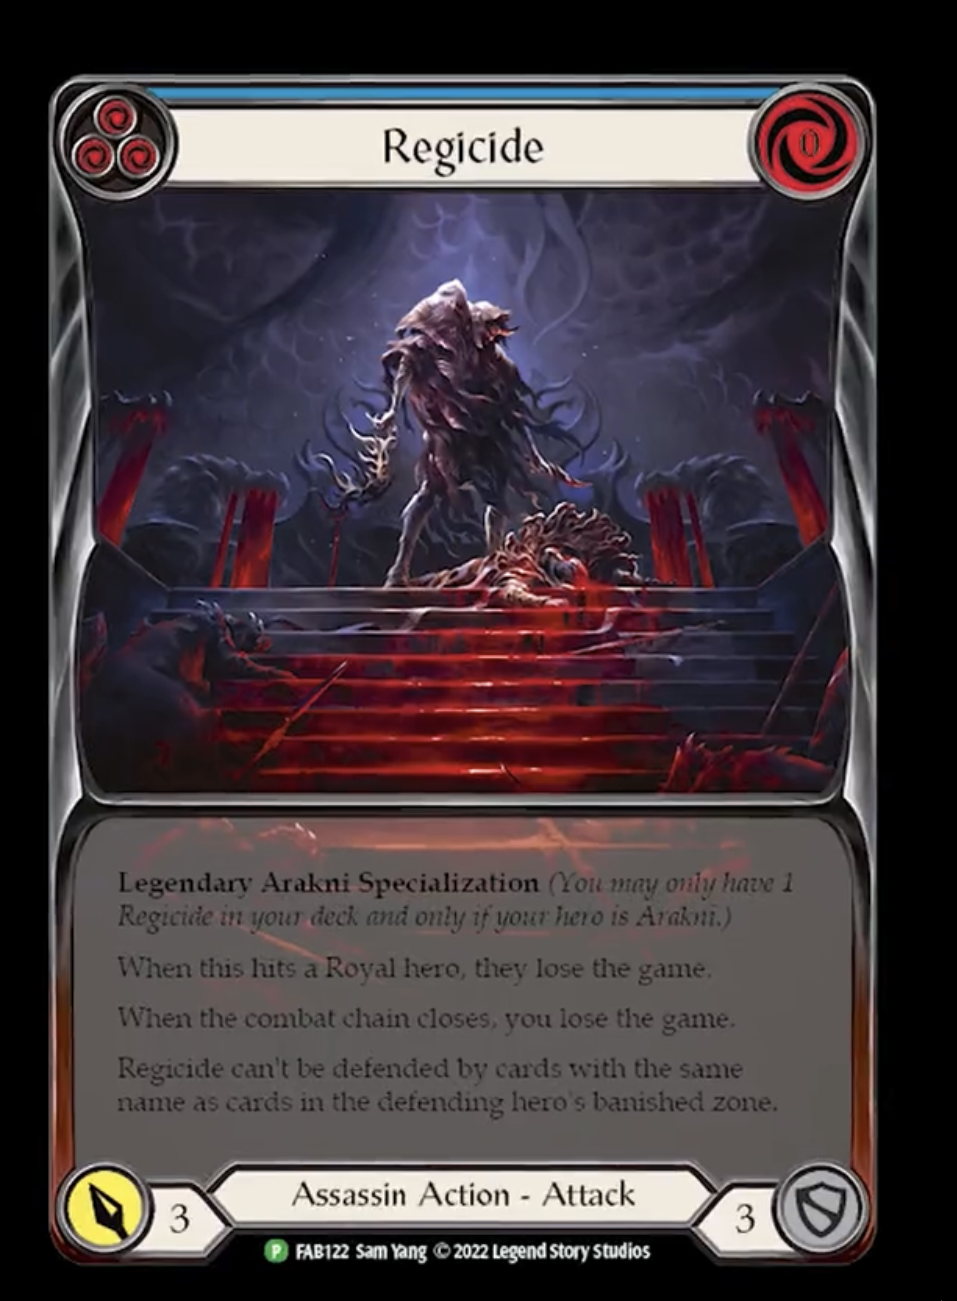 Regicide
0
Legendary Arakni Specialization (You may only have 1
Regicide in your deck and only if your hero is Arakni.)
When this hits a Royal hero, they lose the game.
When the combat chain closes, you lose the game.
Regicide can't be defended by cards with the same
name as cards in the defending hero's banished zone.
3
Assassin Action - Attack
3
P FAB122 Sam Yang © 2022 Legend Story Studios